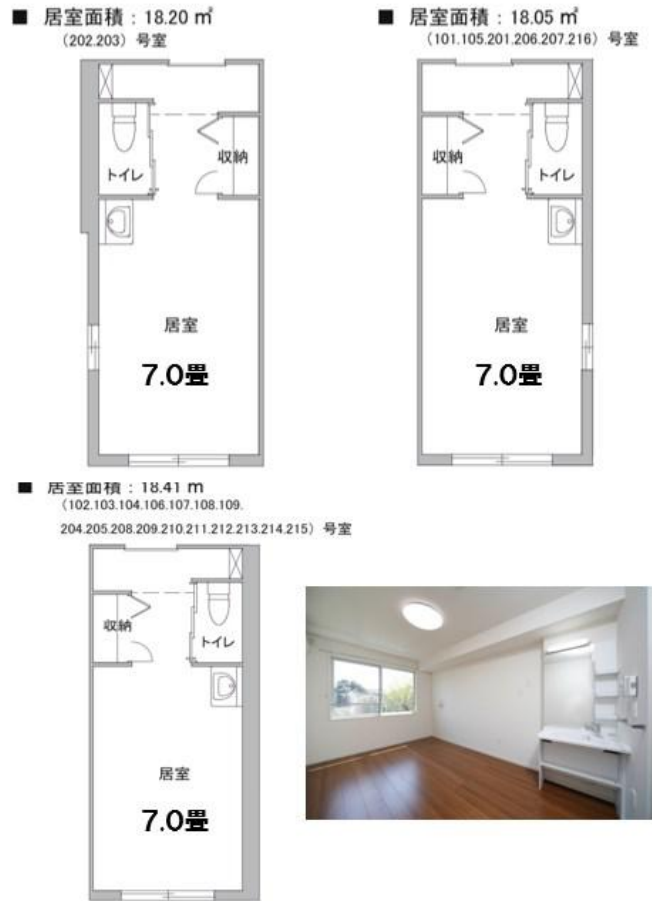 ■ 居室面積：18.20 ㎡
（202.203）号室
トイレ
収納
居室
7.0畳
■ 居室面積：18.05 ㎡
（101.105.201.206.207.216）号室
収納
トイレ
居室
7.0畳
■ 居室面積：18.41 m
（102.103.104.106.107.108.109.
204.205.208.209.210.211.212.213.214.215）号室
収納
トイレ
居室
7.0畳